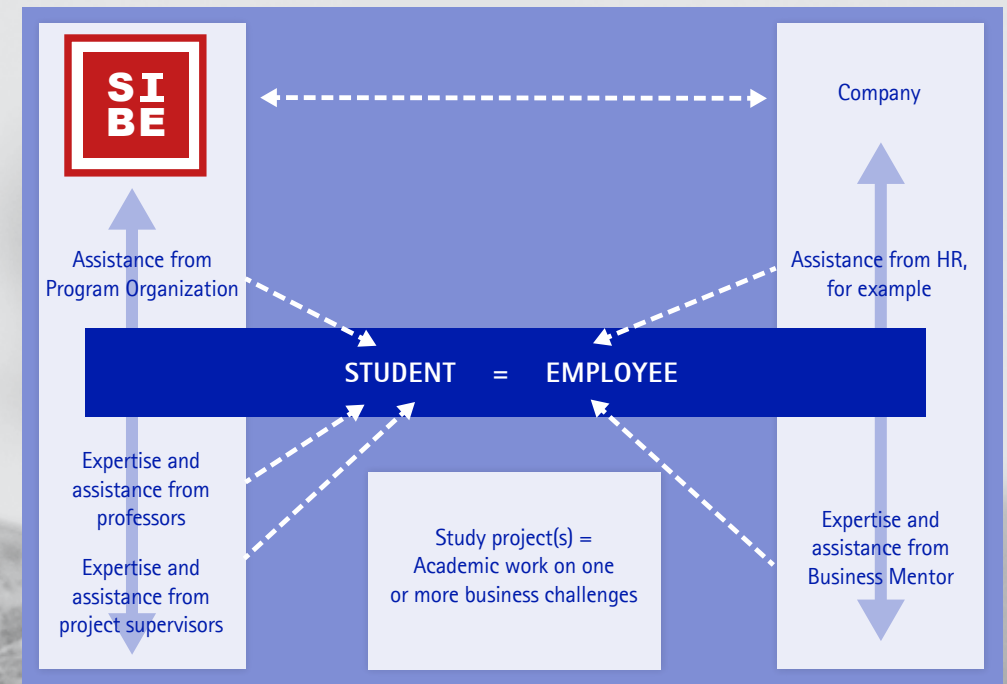 SI
BE
Company
Assistance from
Program Organization
Assistance from HR,
for example
STUDENT = EMPLOYEE
Expertise and
assistance from
professors
Expertise and
assistance from
project supervisors
Study project(s) =
Academic work on one
or more business challenges
Expertise and
assistance from
Business Mentor